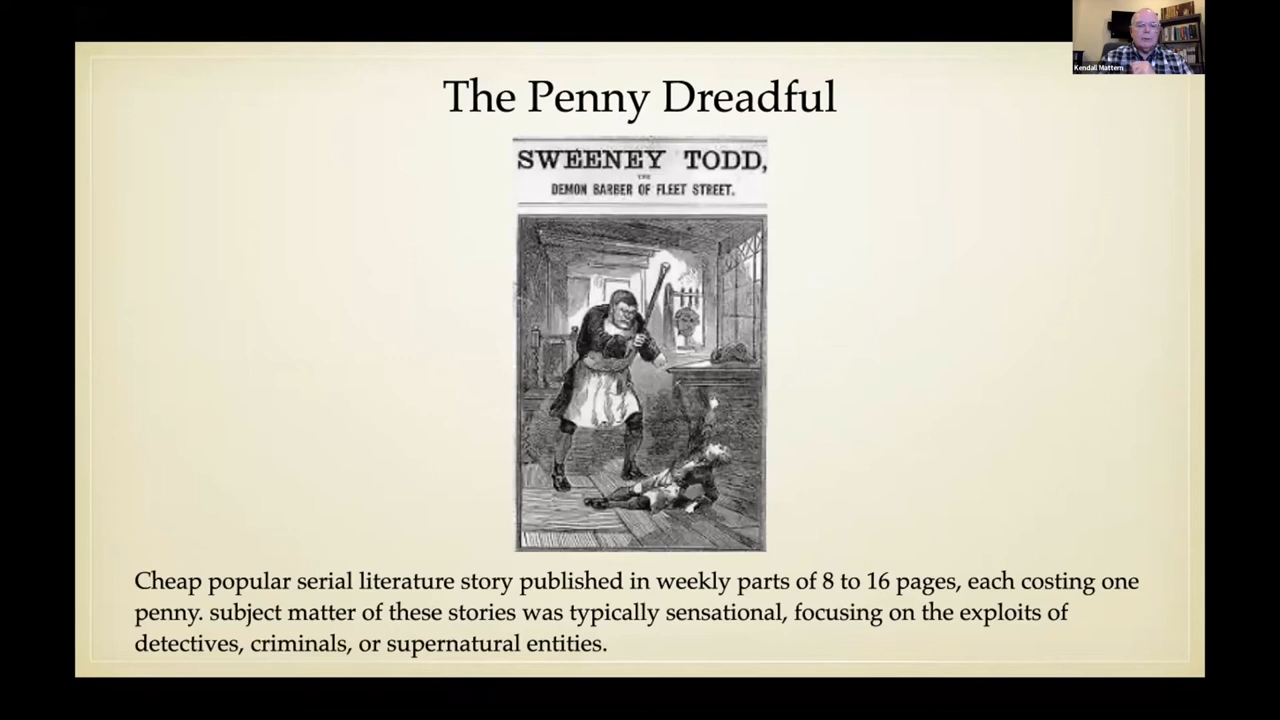 Kendall Mattern
The Penny Dreadful
SWEENEY TODD,
THE
DEMON BARBER OF FLEET STREET.
Cheap popular serial literature story published in weekly parts of 8 to 16 pages, each costing one
penny. subject matter of these stories was typically sensational, focusing on the exploits of
detectives, criminals, or supernatural entities.